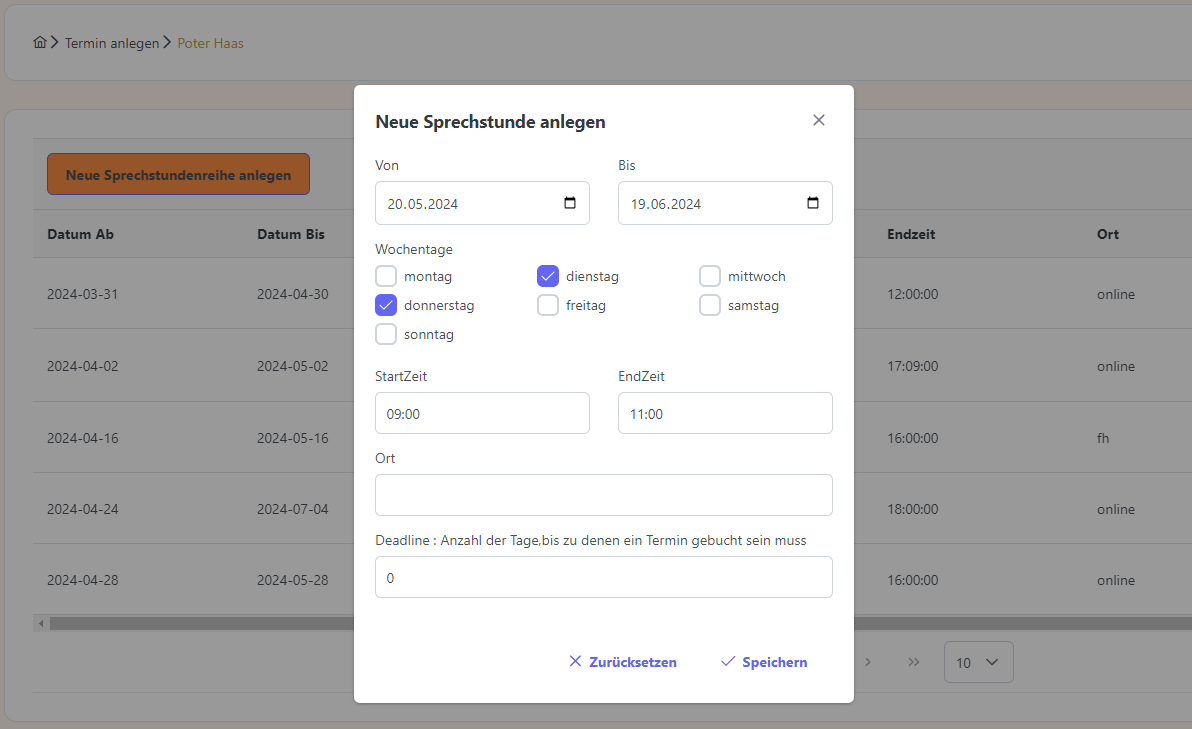 Termin anlegen Poter Haas
Neue Sprechstunde anlegen
Von Bis
20.05.2024 19.06.2024
Wochentage
montag dienstag mittwoch
donnerstag freitag samstag
sonntag
StartZeit EndZeit
09:00 11:00
Ort
Deadline : Anzahl der Tage,bis zu denen ein Termin gebucht sein muss
0
Zurücksetzen Speichern
Neue Sprechstundenreihe anlegen
Datum Ab Datum Bis Endzeit Ort
2024-03-31 2024-04-30 12:00:00 online
2024-04-02 2024-05-02 17:09:00 online
2024-04-16 2024-05-16 16:00:00 fh
2024-04-24 2024-07-04 18:00:00 online
2024-04-28 2024-05-28 16:00:00 online
10